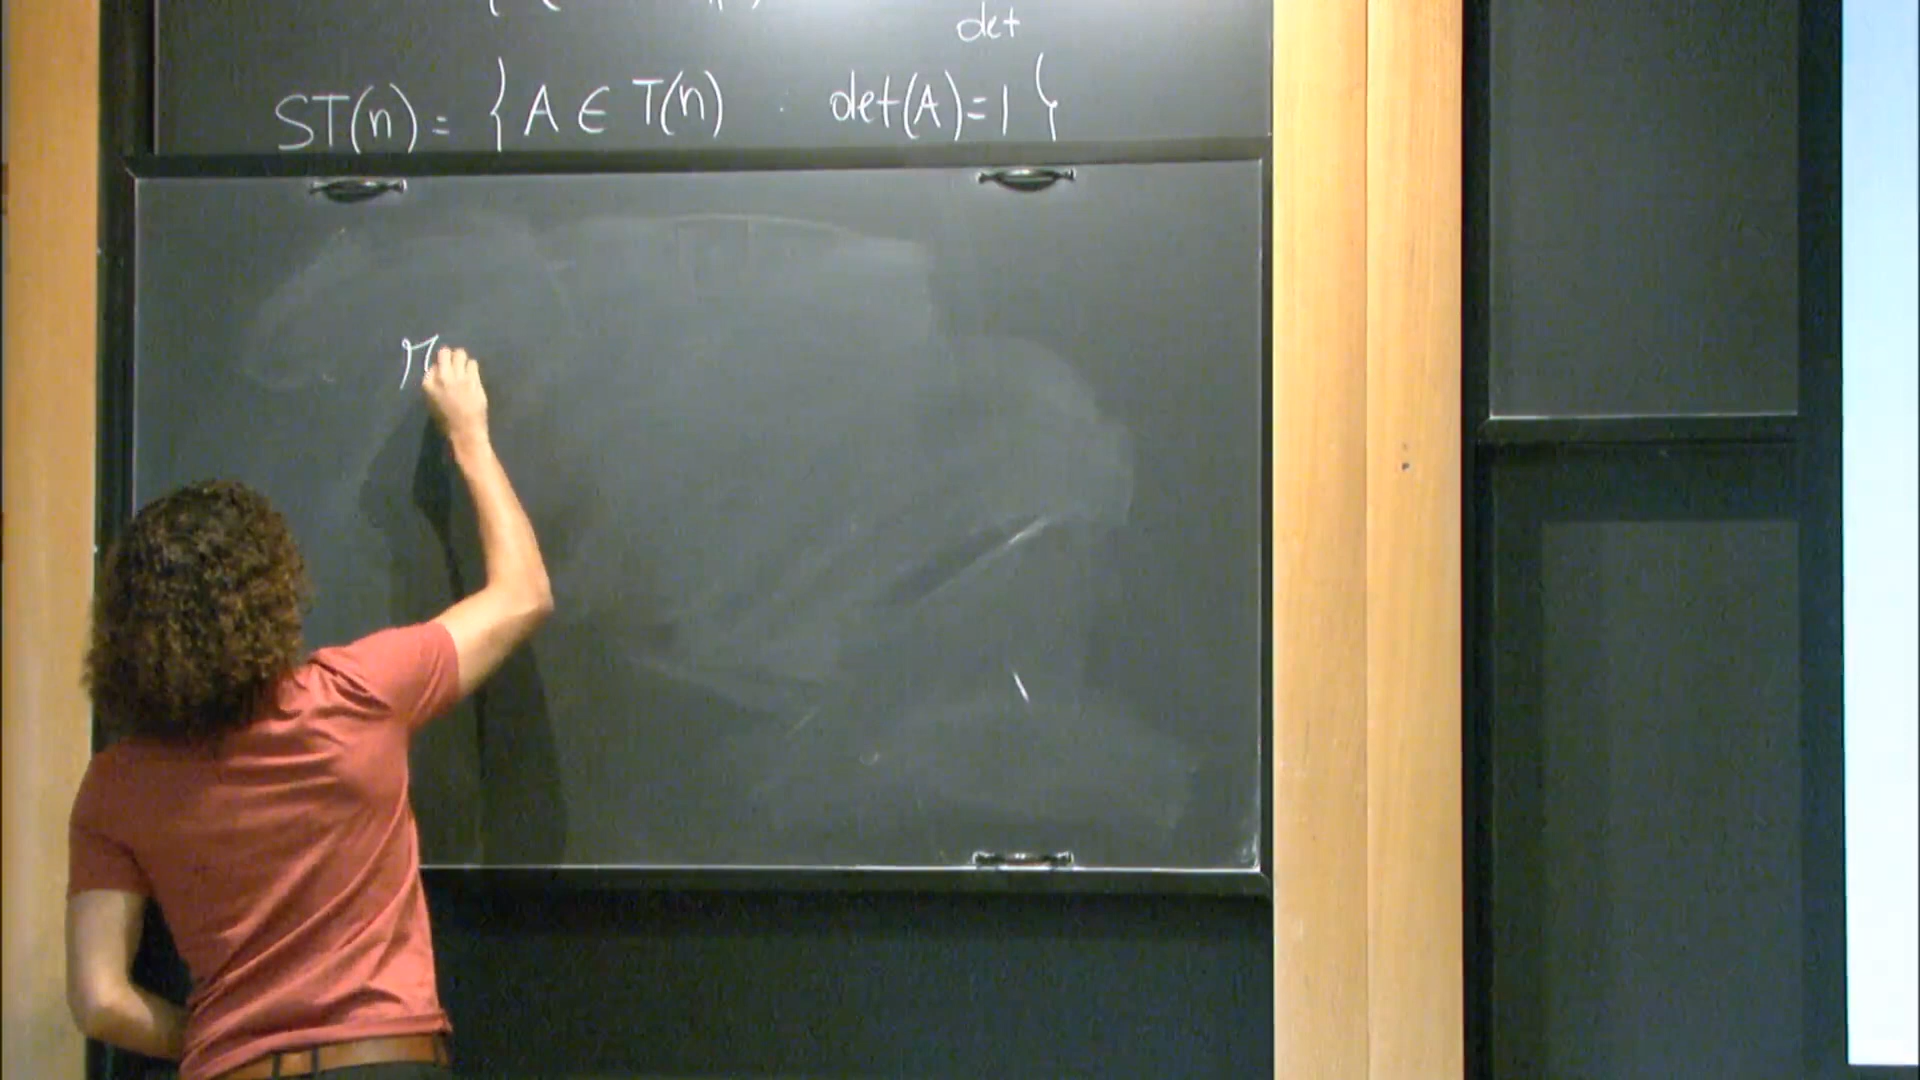 det
ST(n) = { A ∈ T(n) . det(A)=1 }